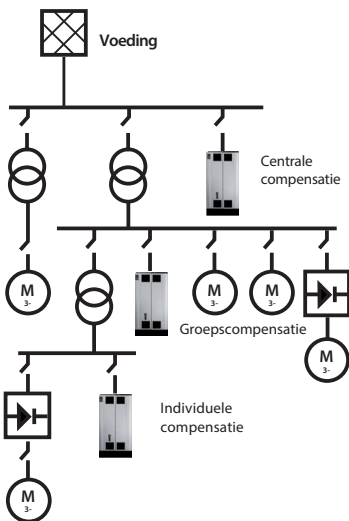 Voeding
Centrale
compensatie
M
3~
M
3~
M
3~
Groepscompensatie
M
3~
Individuele
compensatie
M
3~